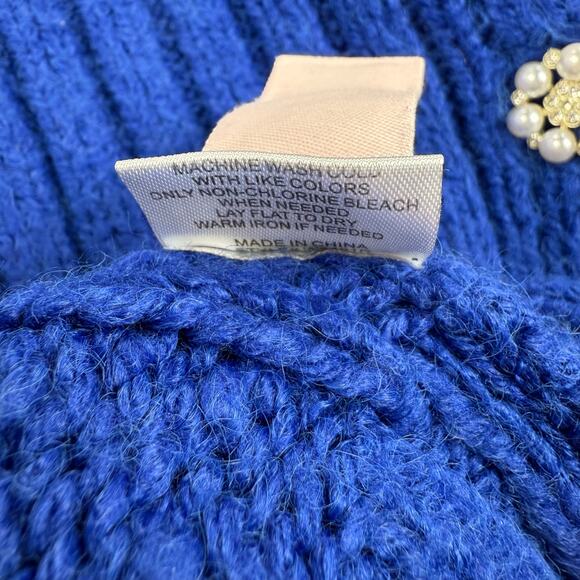 MACHINE WASH COLD
WITH LIKE COLORS
ONLY NON-CHLORINE BLEACH
WHEN NEEDED
LAY FLAT TO DRY
WARM IRON IF NEEDED
MADE IN CHINA